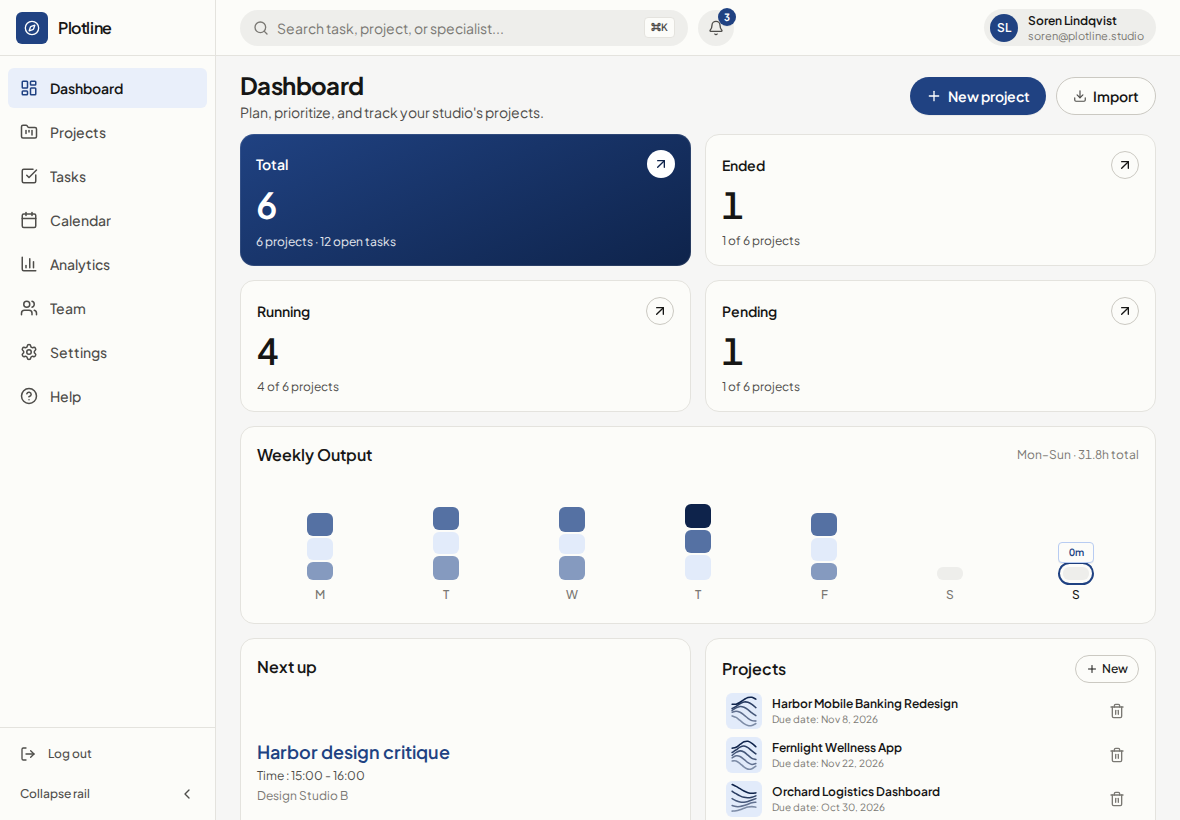 Plotline
Search task, project, or specialist...
⌘K
3
SL
Soren Lindqvist
soren@plotline.studio
Dashboard
Projects
Tasks
Calendar
Analytics
Team
Settings
Help
Log out
Collapse rail
Dashboard
Plan, prioritize, and track your studio's projects.
New project
Import
Total
6
6 projects · 12 open tasks
Ended
1
1 of 6 projects
Running
4
4 of 6 projects
Pending
1
1 of 6 projects
Weekly Output
Mon–Sun · 31.8h total
0m
M
T
W
T
F
S
S
Next up
Harbor design critique
Time : 15:00 - 16:00
Design Studio B
Projects
New
Harbor Mobile Banking Redesign
Due date: Nov 8, 2026
Fernlight Wellness App
Due date: Nov 22, 2026
Orchard Logistics Dashboard
Due date: Oct 30, 2026